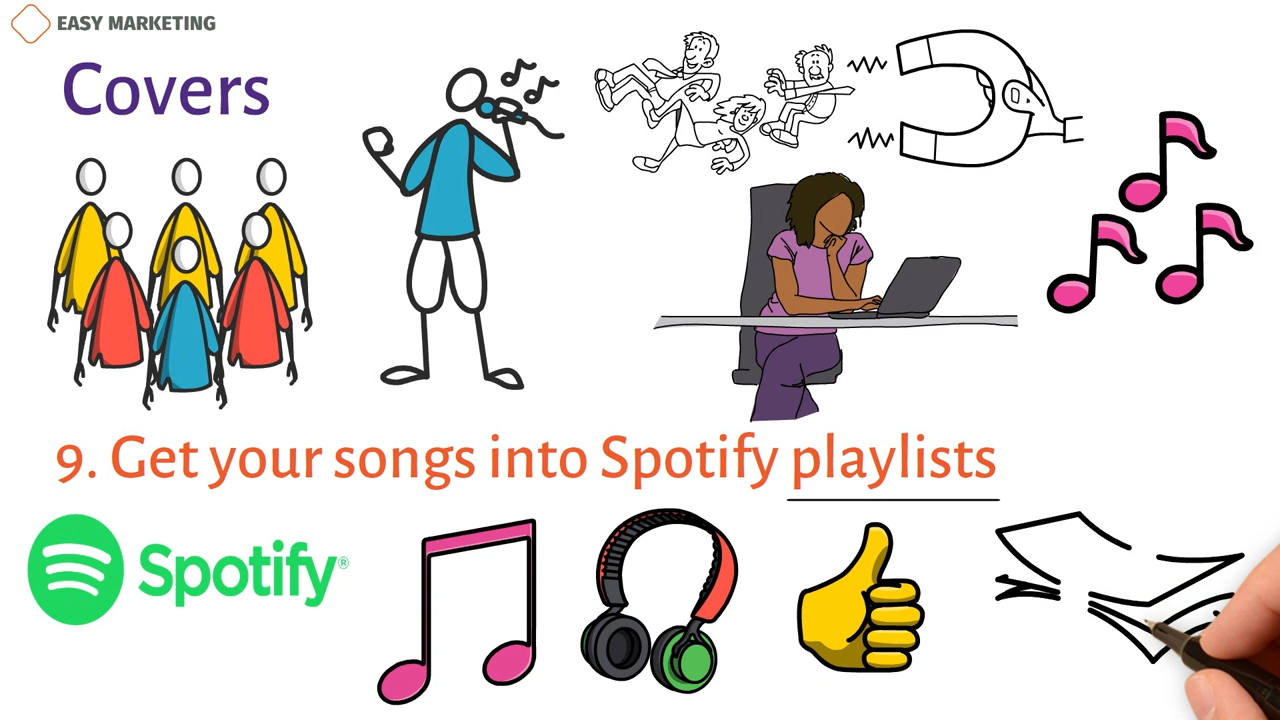 EASY MARKETING
Covers
9. Get your songs into Spotify playlists
Spotify®